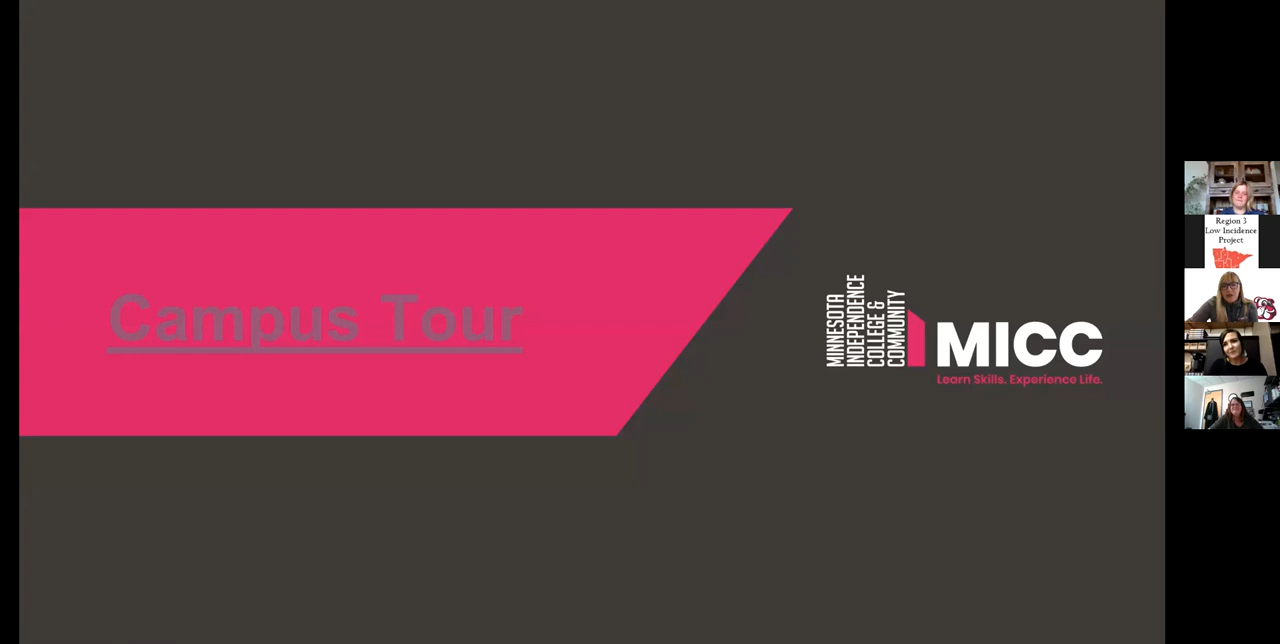 Campus Tour
MINNESOTA
INDEPENDENCE
COLLEGE &
COMMUNITY
MICC
Learn Skills. Experience Life.
Region 3
Low Incidence
Project